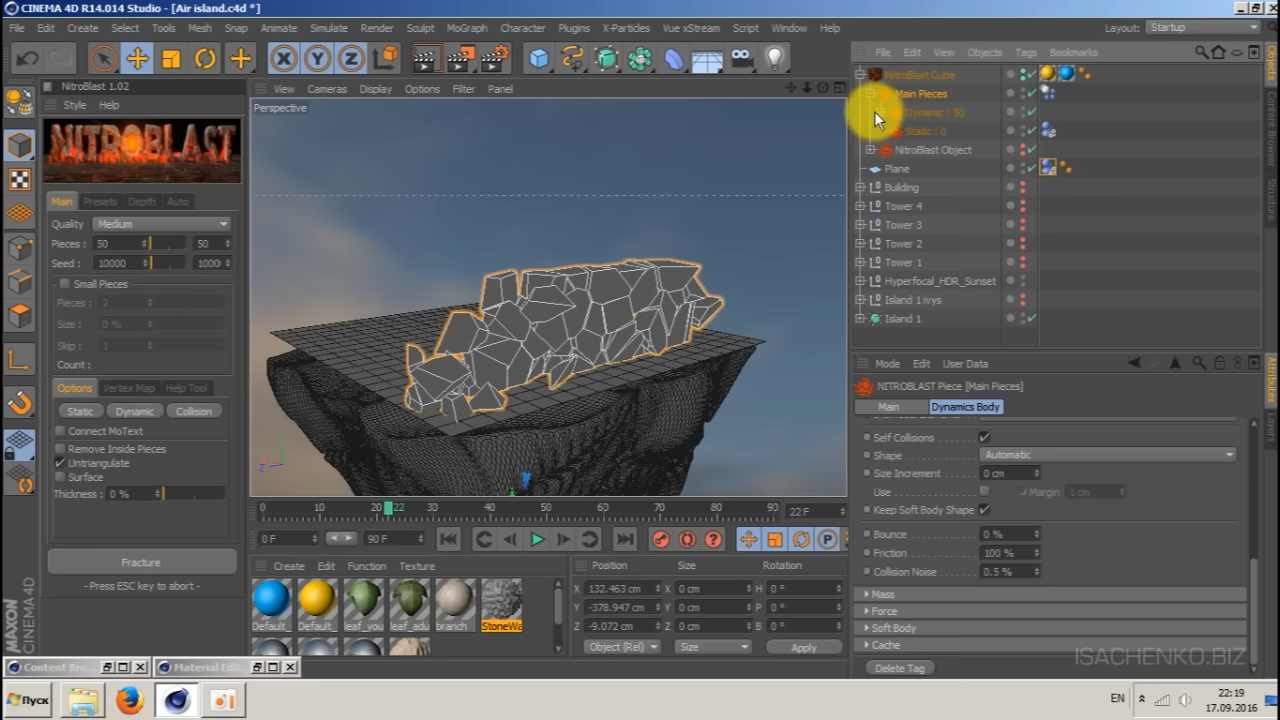 CINEMA 4D R14.014 Studio - [Air island.c4d *]
File Edit Create Select Tools Mesh Snap Animate Simulate Render Sculpt MoGraph Character Plugins X-Particles Vue xStream Script Window Help Layout: Startup
NitroBlast 1.02
Style Help
NITROBLAST
Main Presets Depth Auto
Quality Medium
Pieces : 50 50
Seed : 10000 1000
Small Pieces
Pieces : 2
Size : 0 %
Skip : 1
Count :
Options Vertex Map Help Tool
Static Dynamic Collision
Connect MoText
Remove Inside Pieces
Untriangulate
Surface
Thickness : 0 %
Fracture
- Press ESC key to abort -
MAXON CINEMA 4D
View Cameras Display Options Filter Panel
Perspective
0 10 20 22 30 40 50 60 70 80 90 22 F
0 F 90 F
Create Edit Function Texture
Default_ Default_ leaf_you leaf_adu branch StoneWa
Position Size Rotation
X 132.463 cm X 0 cm H 0 °
Y -378.947 cm Y 0 cm P 0 °
Z -9.072 cm Z 0 cm B 0 °
Object (Rel) Size Apply
File Edit View Objects Tags Bookmarks
NitroBlast Cube
Main Pieces
Dynamic : 50
Static : 0
NitroBlast Object
Plane
Building
Tower 4
Tower 3
Tower 2
Tower 1
Hyperfocal_HDR_Sunset
Island 1 ivys
Island 1
Objects
Content Browser
Structure
Mode Edit User Data
NITROBLAST Piece [Main Pieces]
Main Dynamics Body
Self Collisions
Shape Automatic
Size Increment 0 cm
Use Margin 1 cm
Keep Soft Body Shape
Bounce 0 %
Friction 100 %
Collision Noise 0.5 %
Mass
Force
Soft Body
Cache
Delete Tag
Attributes
Layers
ISACHENKO.BIZ
Content Bro... Material Edit...
Пуск
EN 22:19
17.09.2016